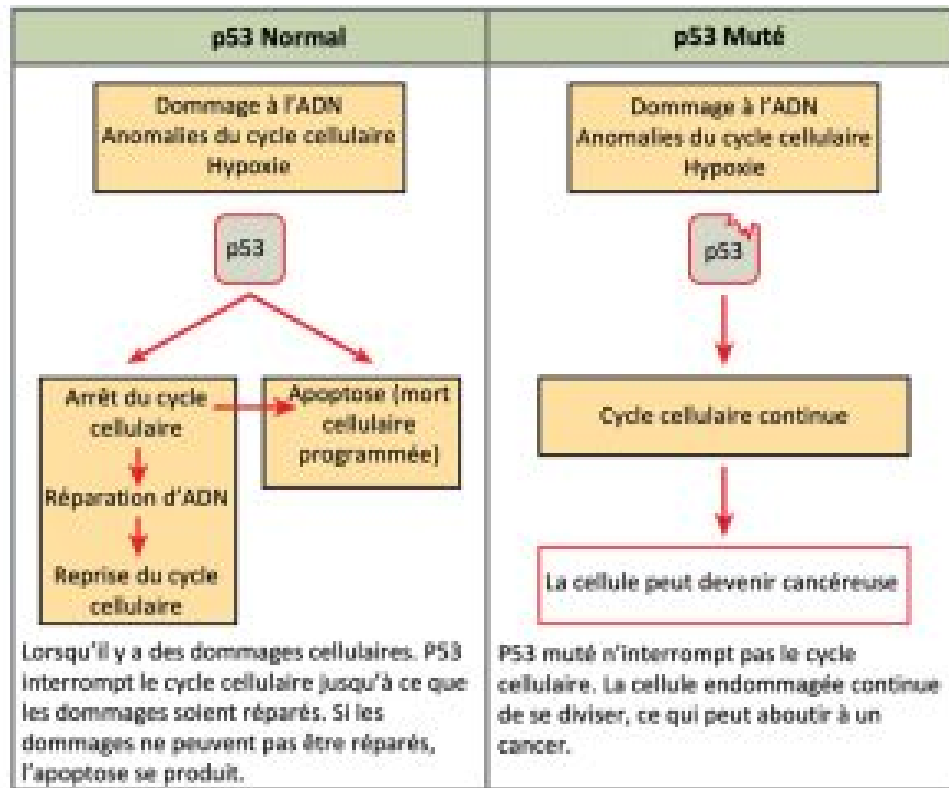 p53 Normal
Dommage à l'ADN
Anomalies du cycle cellulaire
Hypoxie
p53
Arrêt du cycle
cellulaire
Réparation d'ADN
Reprise du cycle
cellulaire
Apoptose (mort
cellulaire
programmée)
Lorsqu'il y a des dommages cellulaires. P53
interrompt le cycle cellulaire jusqu'à ce que
les dommages soient réparés. Si les
dommages ne peuvent pas être réparés,
l'apoptose se produit.
p53 Muté
Dommage à l'ADN
Anomalies du cycle cellulaire
Hypoxie
p53
Cycle cellulaire continue
La cellule peut devenir cancéreuse
P53 muté n'interrompt pas le cycle
cellulaire. La cellule endommagée continue
de se diviser, ce qui peut aboutir à un
cancer.